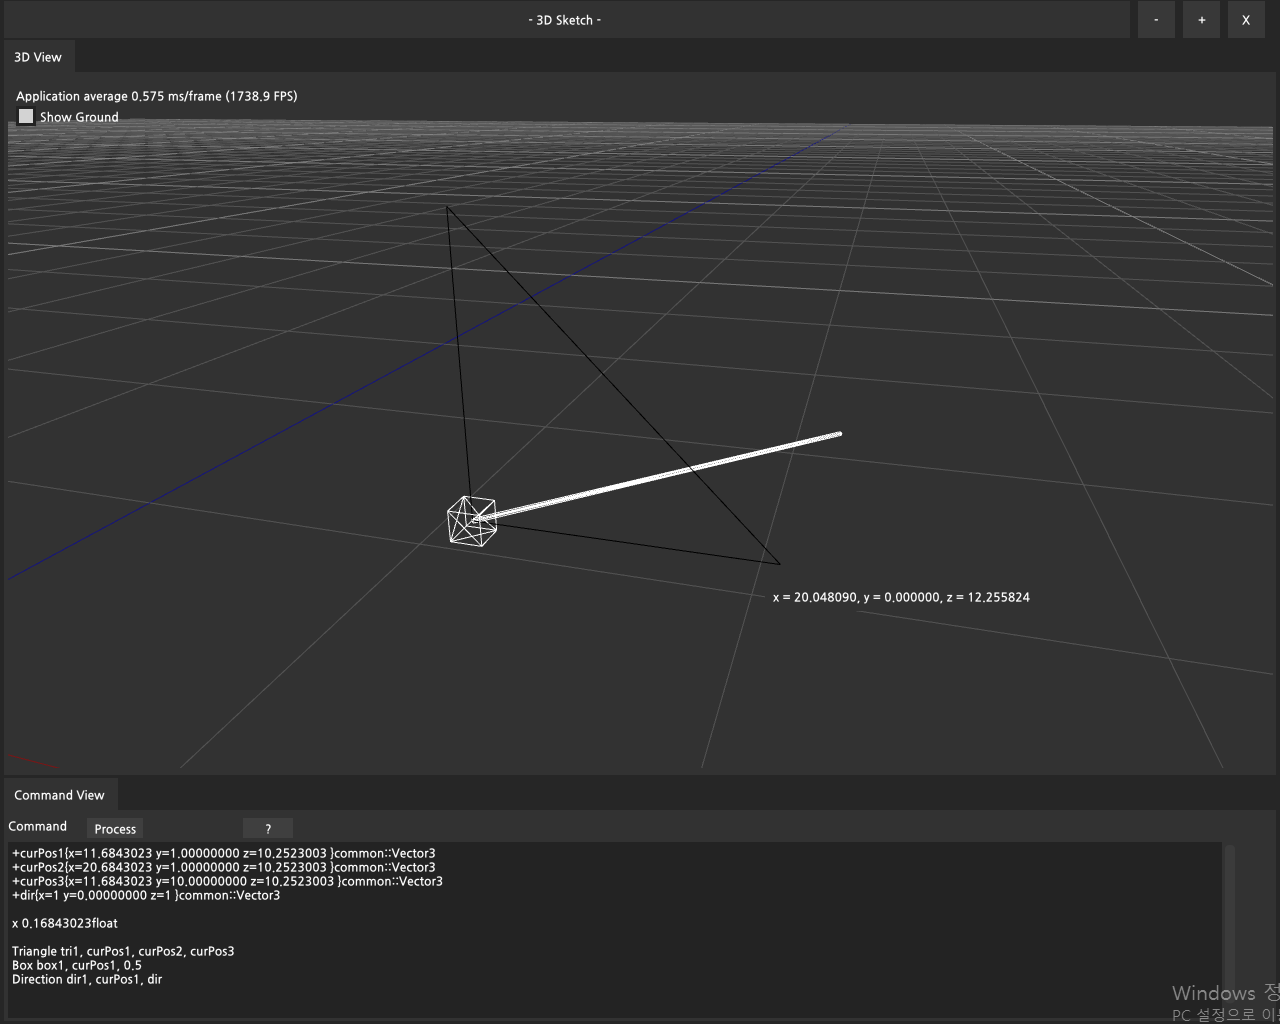 - 3D Sketch -
-
+
X
3D View
Application average 0.575 ms/frame (1738.9 FPS)
Show Ground
x = 20.048090, y = 0.000000, z = 12.255824
Command View
Command
Process
?
+curPos1{x=11.6843023 y=1.00000000 z=10.2523003 }common::Vector3
+curPos2{x=20.6843023 y=1.00000000 z=10.2523003 }common::Vector3
+curPos3{x=11.6843023 y=10.00000000 z=10.2523003 }common::Vector3
+dir{x=1 y=0.00000000 z=1 }common::Vector3
x 0.16843023float
Triangle tri1, curPos1, curPos2, curPos3
Box box1, curPos1, 0.5
Direction dir1, curPos1, dir
Windows
PC 설정으로